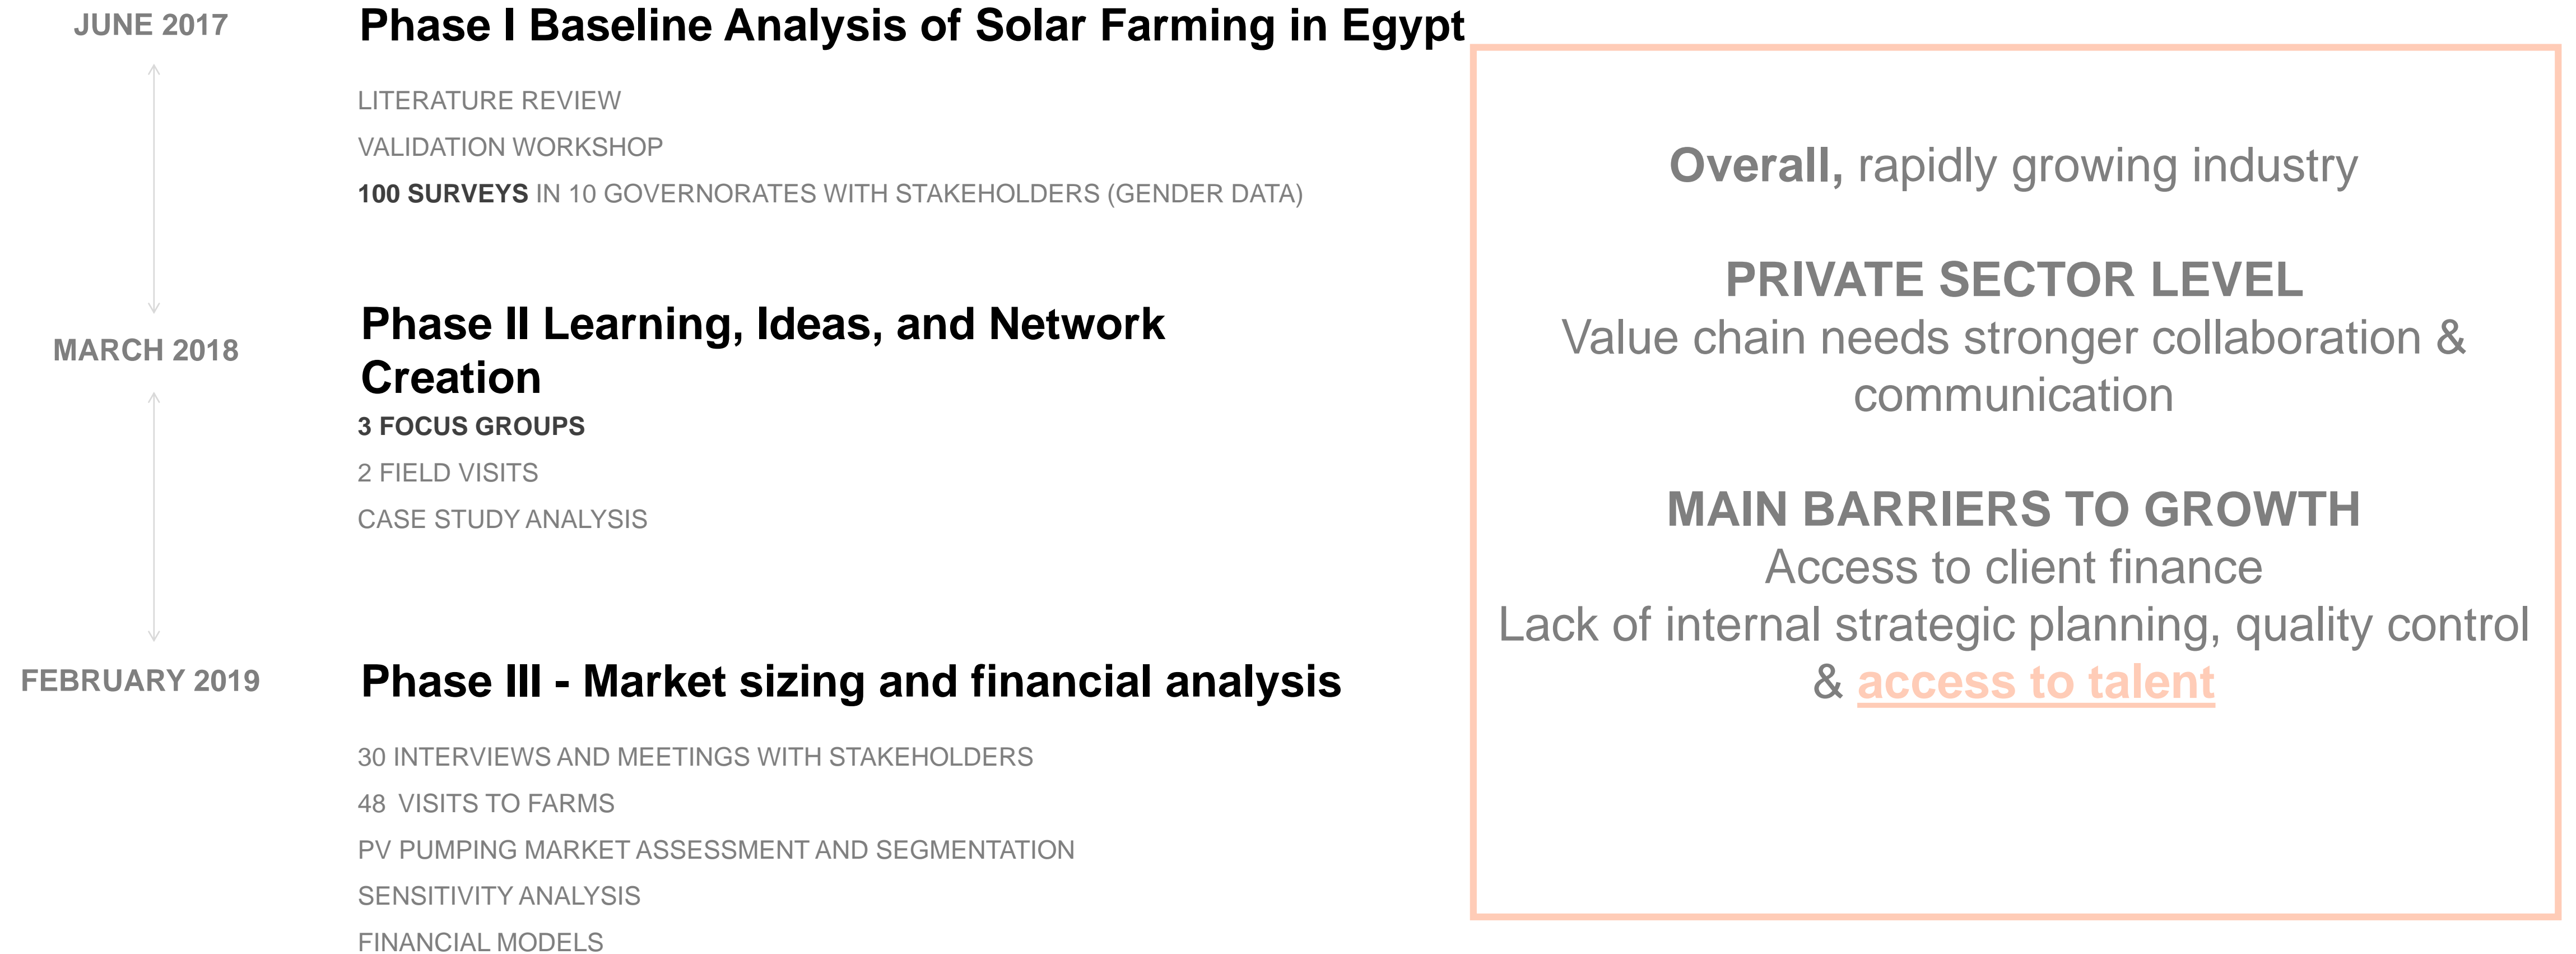 JUNE 2017
Phase I Baseline Analysis of Solar Farming in Egypt
LITERATURE REVIEW
VALIDATION WORKSHOP
100 SURVEYS IN 10 GOVERNORATES WITH STAKEHOLDERS (GENDER DATA)
MARCH 2018
Phase II Learning, Ideas, and Network
Creation
3 FOCUS GROUPS
2 FIELD VISITS
CASE STUDY ANALYSIS
FEBRUARY 2019
Phase III - Market sizing and financial analysis
30 INTERVIEWS AND MEETINGS WITH STAKEHOLDERS
48 VISITS TO FARMS
PV PUMPING MARKET ASSESSMENT AND SEGMENTATION
SENSITIVITY ANALYSIS
FINANCIAL MODELS
Overall, rapidly growing industry
PRIVATE SECTOR LEVEL
Value chain needs stronger collaboration &
communication
MAIN BARRIERS TO GROWTH
Access to client finance
Lack of internal strategic planning, quality control
& access to talent